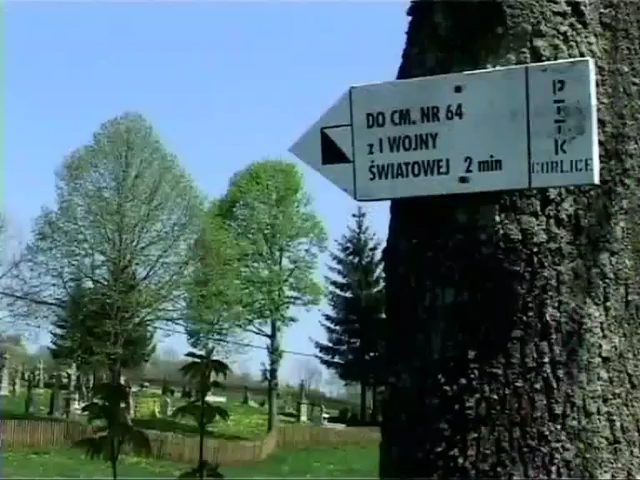 DO CM. NR 64
z I WOJNY
ŚWIATOWEJ 2 min
PTTK
GORLICE